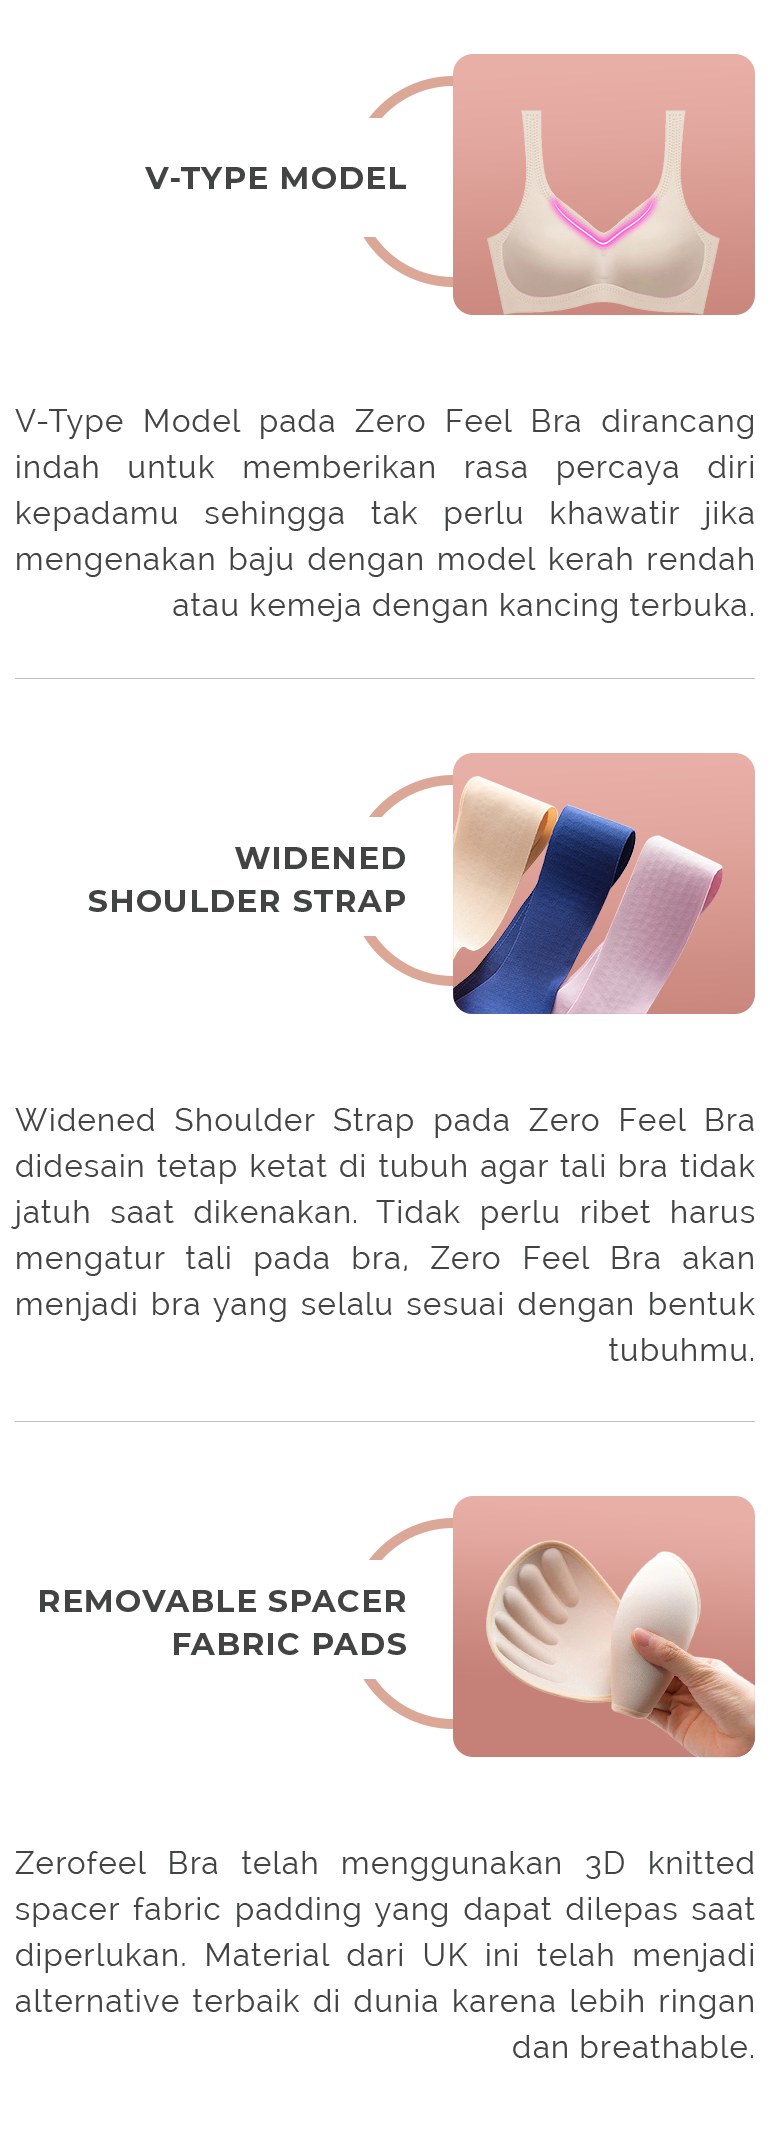 V-TYPE MODEL
V-Type Model pada Zero Feel Bra dirancang
indah untuk memberikan rasa percaya diri
kepadamu sehingga tak perlu khawatir jika
mengenakan baju dengan model kerah rendah
atau kemeja dengan kancing terbuka.
WIDENED
SHOULDER STRAP
Widened Shoulder Strap pada Zero Feel Bra
didesain tetap ketat di tubuh agar tali bra tidak
jatuh saat dikenakan. Tidak perlu ribet harus
mengatur tali pada bra, Zero Feel Bra akan
menjadi bra yang selalu sesuai dengan bentuk
tubuhmu.
REMOVABLE SPACER
FABRIC PADS
Zerofeel Bra telah menggunakan 3D knitted
spacer fabric padding yang dapat dilepas saat
diperlukan. Material dari UK ini telah menjadi
alternative terbaik di dunia karena lebih ringan
dan breathable.